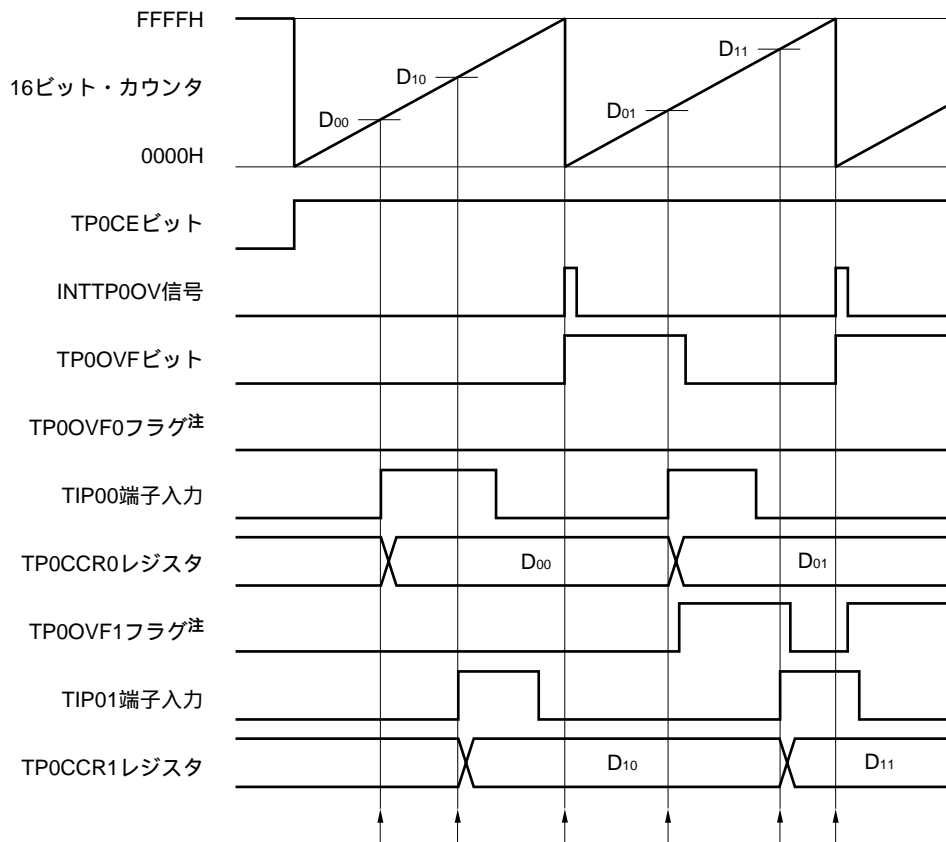 FFFFH
16ビット・カウンタ
0000H
D00
D10
D01
D11
TP0CEビット
INTTP0OV信号
TP0OVFビット
TP0OVF0フラグ注
TIP00端子入力
TP0CCR0レジスタ
D00
D01
TP0OVF1フラグ注
TIP01端子入力
TP0CCR1レジスタ
D10
D11